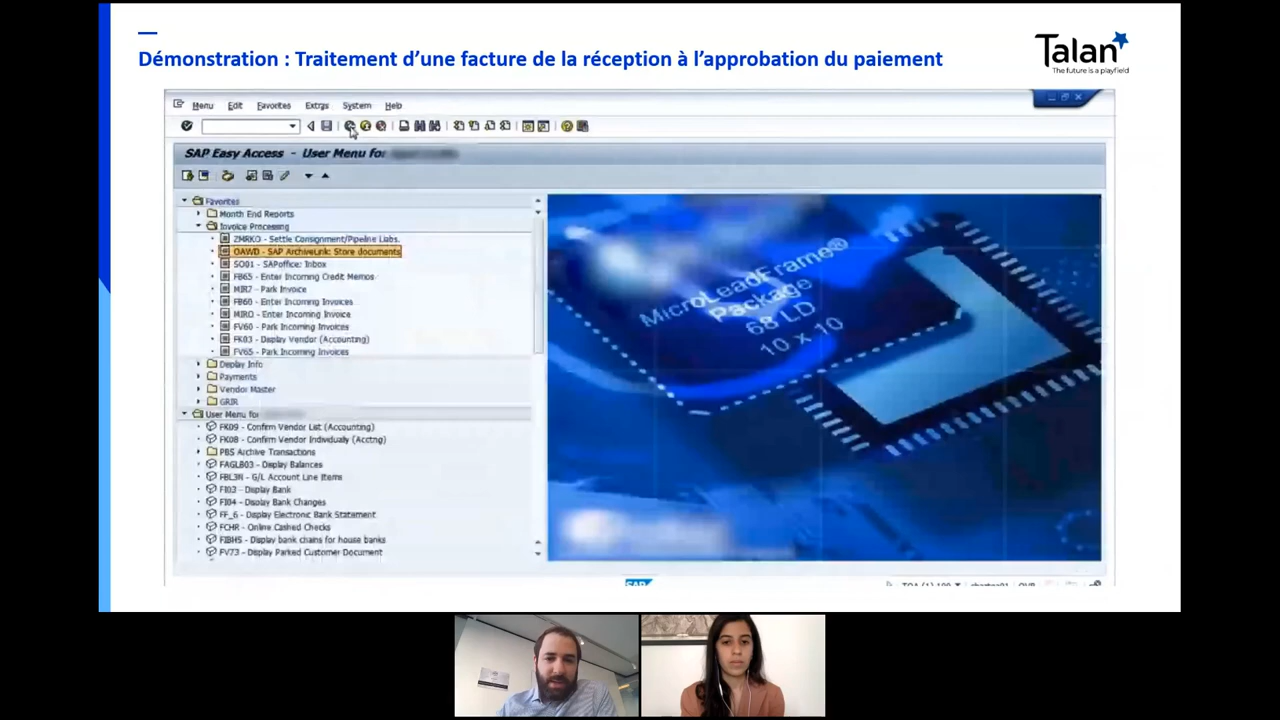 Démonstration : Traitement d’une facture de la réception à l’approbation du paiement
Talan
The future is a playfield
Menu Edit Favorites Extras System Help
SAP Easy Access - User Menu for
Favorites
Month End Reports
Invoice Processing
ZMRKO - Settle Consignment/Pipeline Liabs.
OAWD - SAP ArchiveLink: Store documents
SO01 - SAPoffice: Inbox
FB65 - Enter Incoming Credit Memos
MIR7 - Park Invoice
FB60 - Enter Incoming Invoices
MIRO - Enter Incoming Invoice
FV60 - Park Incoming Invoices
FK03 - Display Vendor (Accounting)
FV65 - Park Incoming Invoices
Display Info
Payments
Vendor Master
GRIR
User Menu for
FK09 - Confirm Vendor List (Accounting)
FK08 - Confirm Vendor Individually (Acctng)
PBS Archive Transactions
FAGLB03 - Display Balances
FBL3N - G/L Account Line Items
FI03 - Display Bank
FI04 - Display Bank Changes
FF_6 - Display Electronic Bank Statement
FCHR - Online Cashed Checks
FIBHS - Display bank chains for house banks
FV73 - Display Parked Customer Document
MicroLeadFrame®
Package
68 LD
10 x 10
SAP